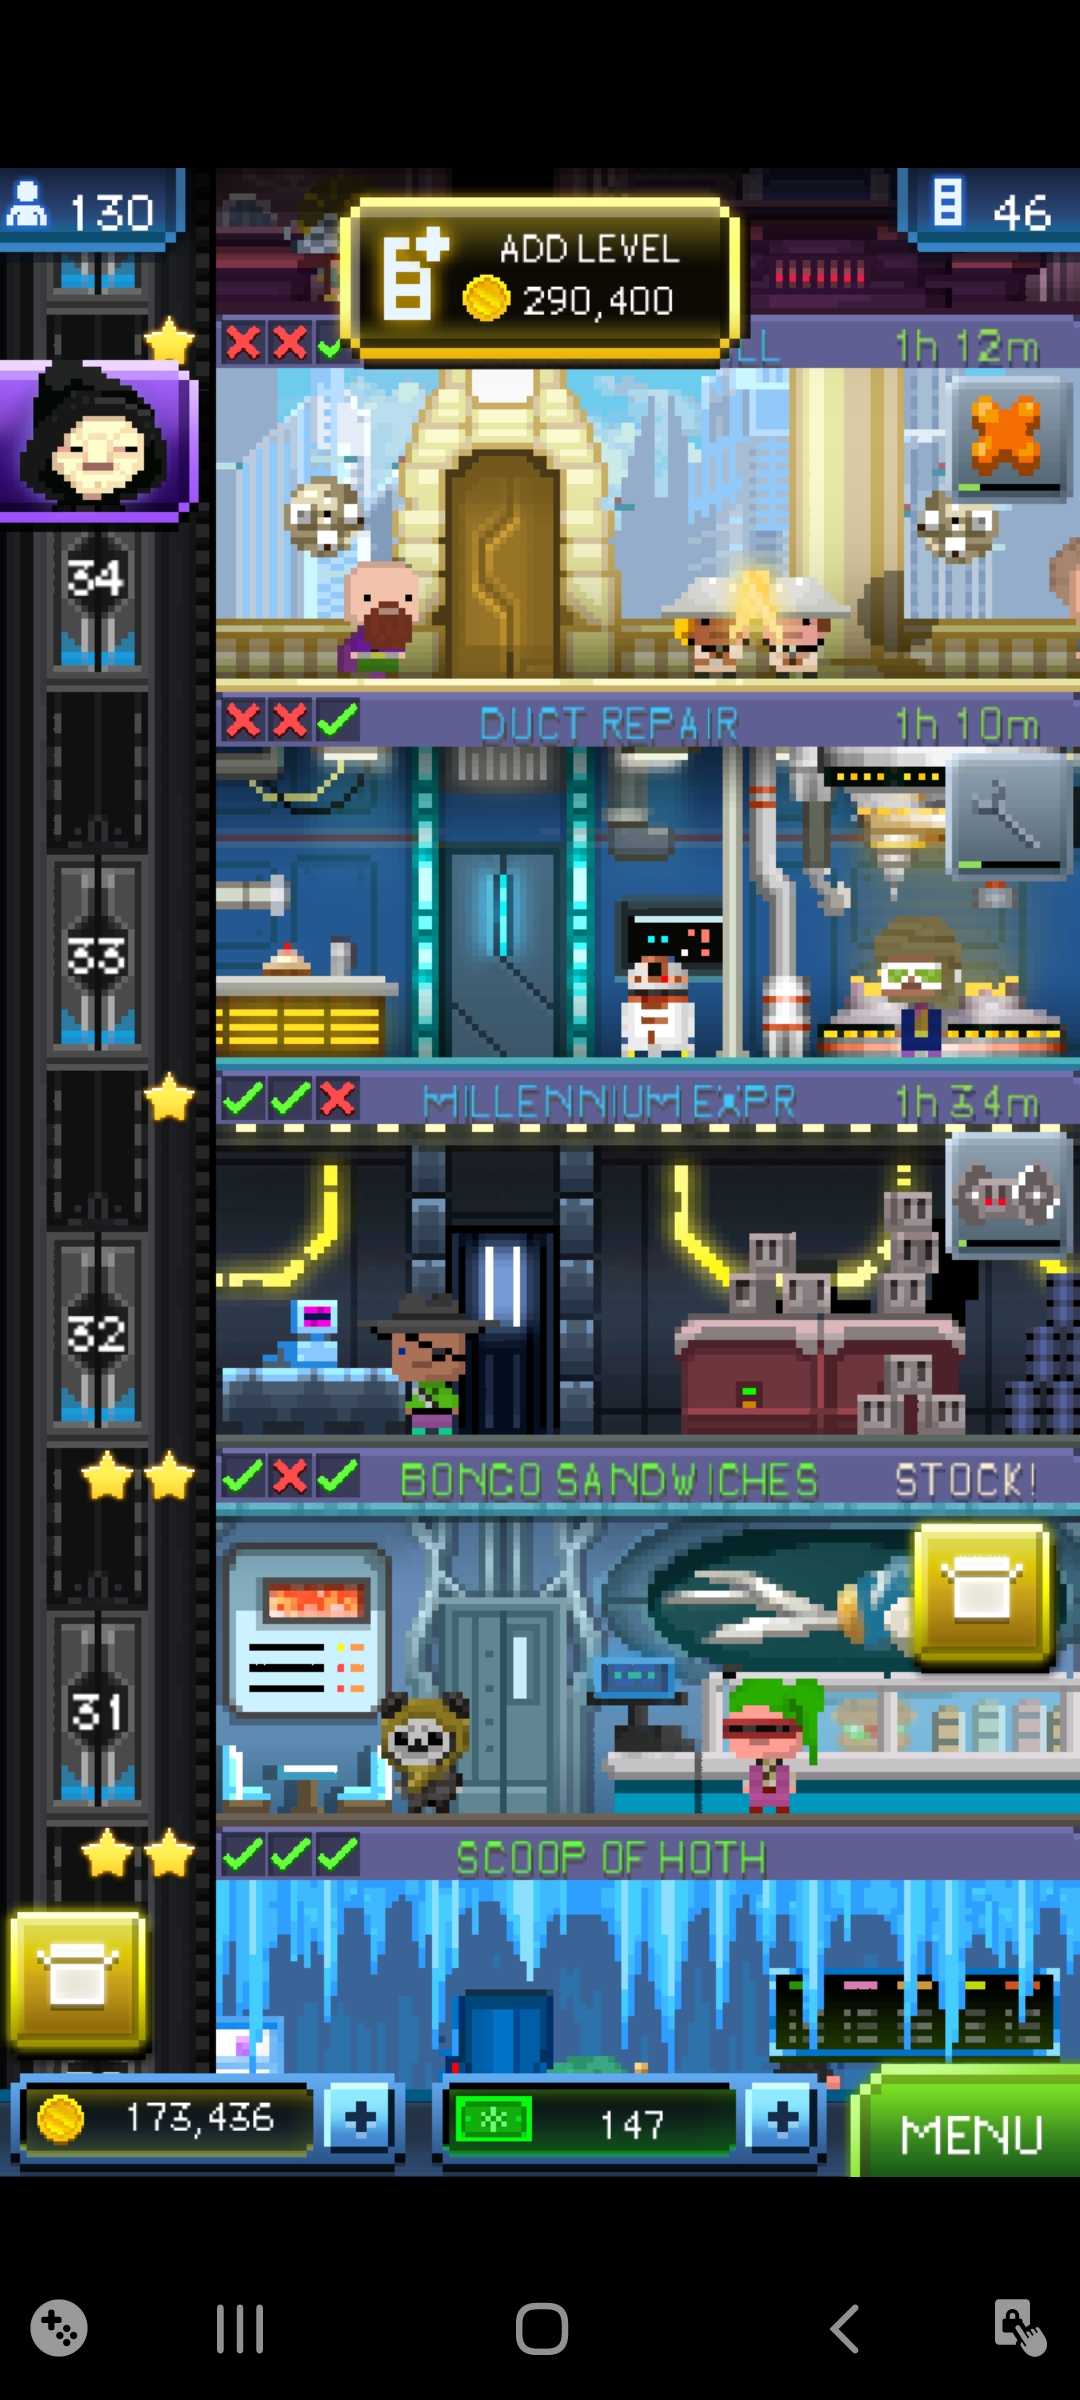 130
46
ADD LEVEL
290,400
LL
1h 12m
34
DUCT REPAIR
1h 10m
33
MILLENNIUM EXPR
1h 34m
32
BONGO SANDWICHES
STOCK!
31
SCOOP OF HOTH
173,436
147
MENU